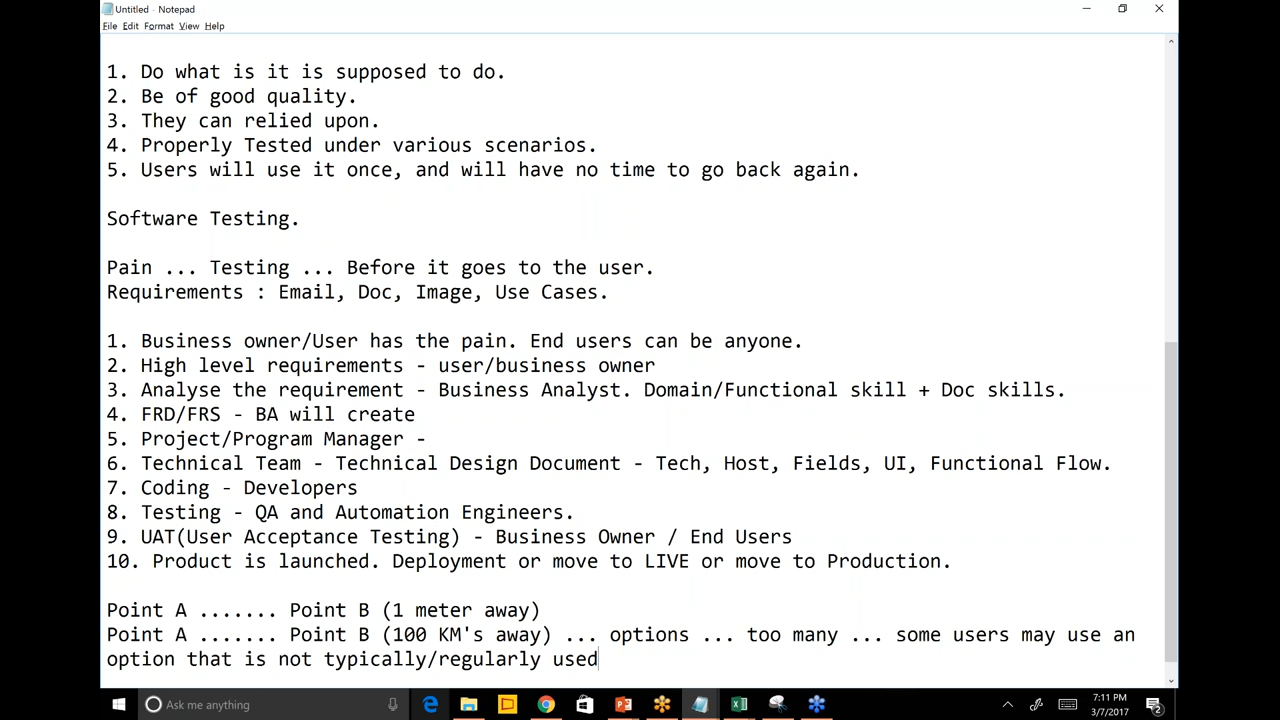 Untitled - Notepad
File Edit Format View Help
1. Do what is it is supposed to do.
2. Be of good quality.
3. They can relied upon.
4. Properly Tested under various scenarios.
5. Users will use it once, and will have no time to go back again.
Software Testing.
Pain ... Testing ... Before it goes to the user.
Requirements : Email, Doc, Image, Use Cases.
1. Business owner/User has the pain. End users can be anyone.
2. High level requirements - user/business owner
3. Analyse the requirement - Business Analyst. Domain/Functional skill + Doc skills.
4. FRD/FRS - BA will create
5. Project/Program Manager -
6. Technical Team - Technical Design Document - Tech, Host, Fields, UI, Functional Flow.
7. Coding - Developers
8. Testing - QA and Automation Engineers.
9. UAT(User Acceptance Testing) - Business Owner / End Users
10. Product is launched. Deployment or move to LIVE or move to Production.
Point A ....... Point B (1 meter away)
Point A ....... Point B (100 KM's away) ... options ... too many ... some users may use an
option that is not typically/regularly used
Ask me anything
7:11 PM
3/7/2017
2